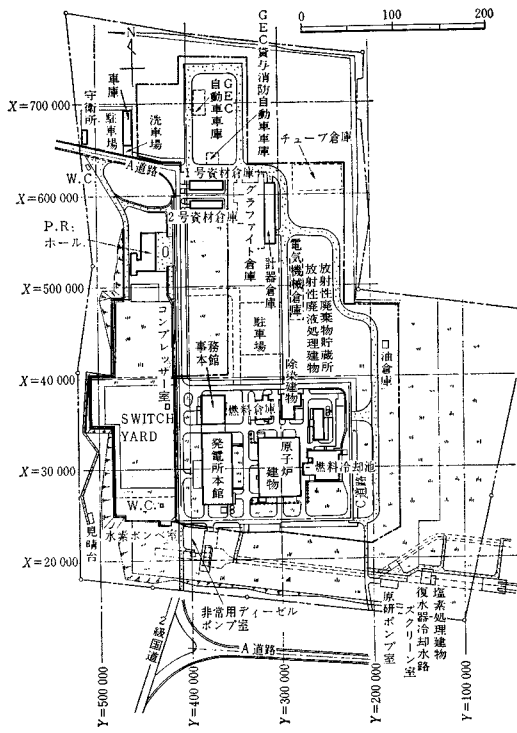 0
100
200
N
GEC貸与消防自動車車庫
GEC
自動車車庫
車庫
駐車場
守衛所
洗車場
X=700 000
チューブ倉庫
A道路
W.C.
1号資材倉庫
X=600 000
2号資材倉庫
グラファイト倉庫
計器倉庫
P.R.
ホール
電気機械倉庫
放射性廃液処理建物
放射性廃棄物貯蔵所
X=500 000
コンプレッサー室
駐車場
事務本館
除染建物
油倉庫
X=40 000
燃料倉庫
SWITCH
YARD
発電所本館
原子炉
建物
燃料冷却池
X=30 000
道路
W.C.
見晴台
水素ボンベ室
X=20 000
非常用ディーゼル
ポンプ室
原研ポンプ室
スクリーン室
復水器冷却水路
塩素処理建物
2級国道
A道路
Y=500 000
Y=400 000
Y=300 000
Y=200 000
Y=100 000